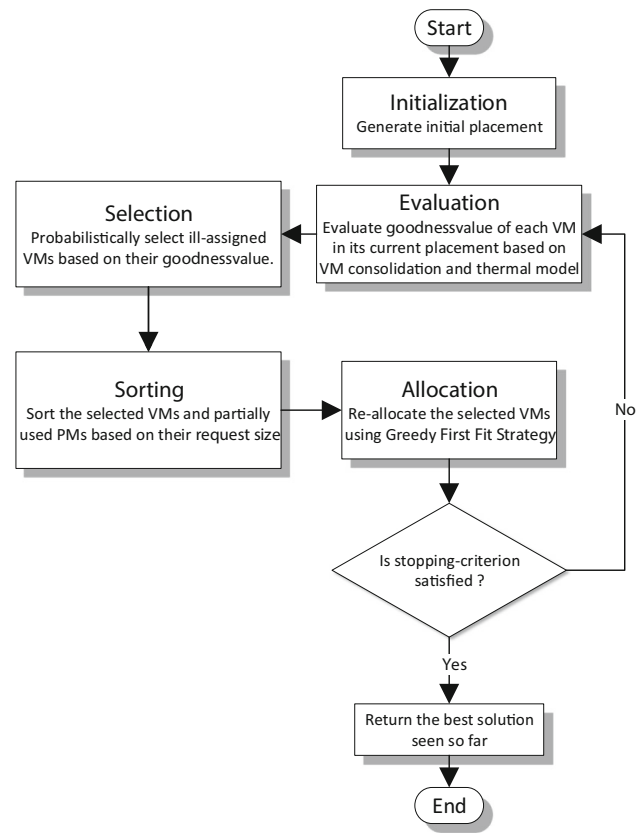 Start
Initialization
Generate initial placement
Evaluation
Evaluate goodnessvalue of each VM
in its current placement based on
VM consolidation and thermal model
Selection
Probabilistically select ill-assigned
VMs based on their goodnessvalue.
Sorting
Sort the selected VMs and partially
used PMs based on their request size
Allocation
Re-allocate the selected VMs
using Greedy First Fit Strategy
No
Is stopping-criterion
satisfied ?
Yes
Return the best solution
seen so far
End